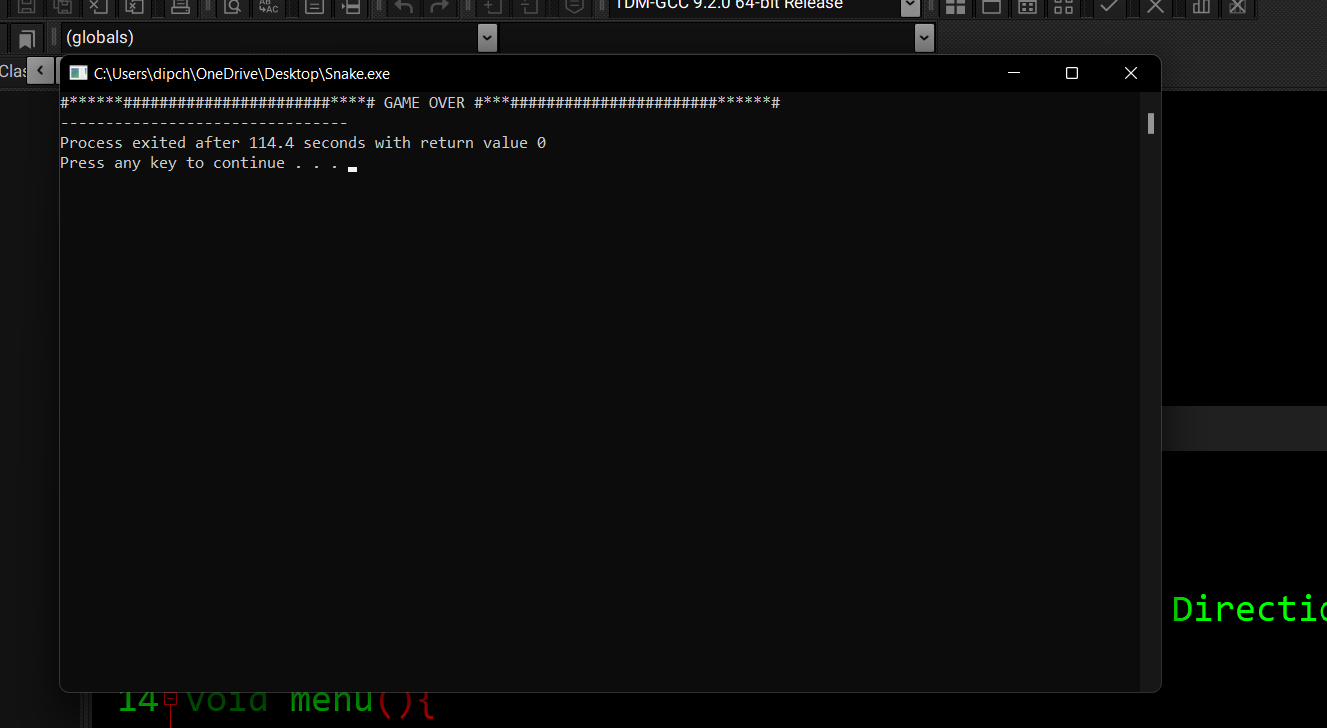 TDM-GCC 9.2.0 64-bit Release
(globals)
Clas
C:\Users\dipch\OneDrive\Desktop\Snake.exe
#******#######################****# GAME OVER #***#######################******#
--------------------------------
Process exited after 114.4 seconds with return value 0
Press any key to continue . . .
Directio
14 void menu(){